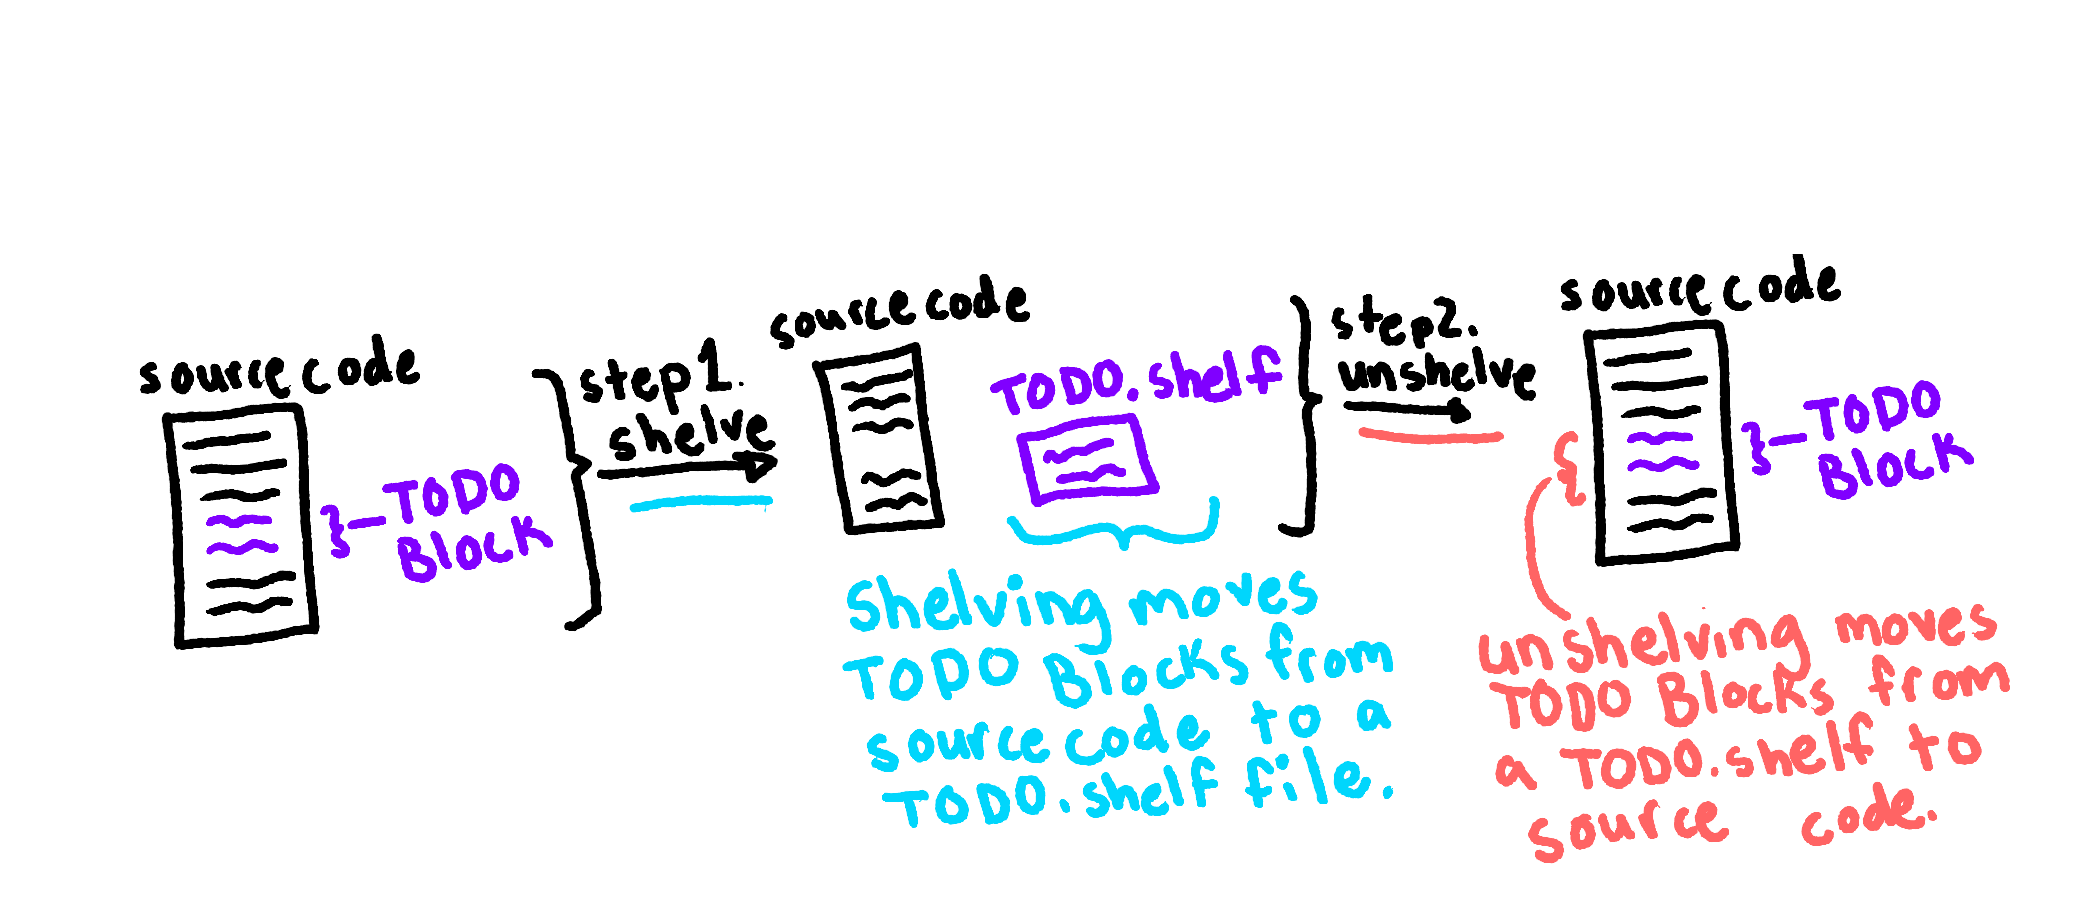 source code
TODO
Block
step 1.
shelve
source code
TODO.shelf
Shelving moves
TODO Blocks from
source code to a
TODO.shelf file.
step 2.
unshelve
source code
TODO
Block
unshelving moves
TODO Blocks from
a TODO.shelf to
source code.